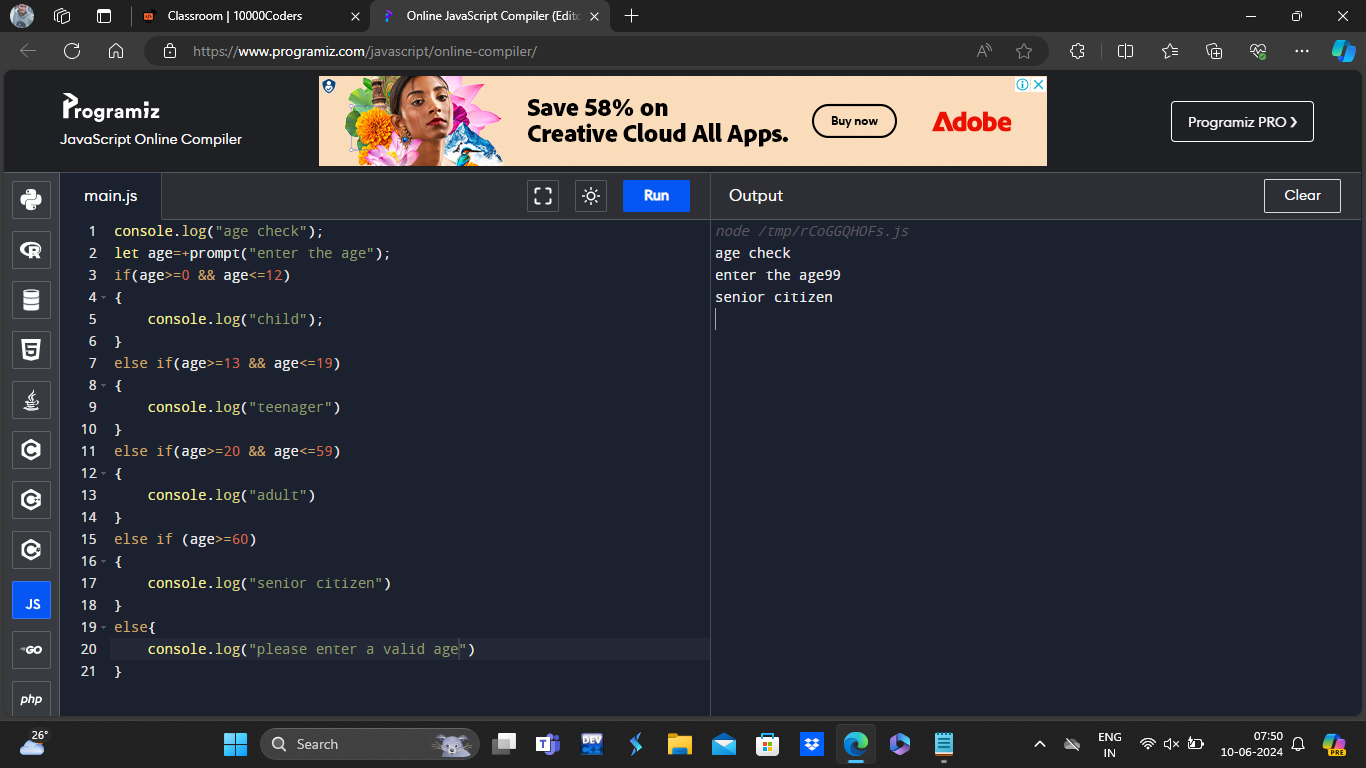 Classroom | 10000Coders
Online JavaScript Compiler (Edito
https://www.programiz.com/javascript/online-compiler/
Programiz
JavaScript Online Compiler
Save 58% on
Creative Cloud All Apps.
Buy now
Adobe
Programiz PRO ❯
main.js
Run
Output
Clear
1 console.log("age check");
2 let age=+prompt("enter the age");
3 if(age>=0 && age<=12)
4 {
5 console.log("child");
6 }
7 else if(age>=13 && age<=19)
8 {
9 console.log("teenager")
10 }
11 else if(age>=20 && age<=59)
12 {
13 console.log("adult")
14 }
15 else if (age>=60)
16 {
17 console.log("senior citizen")
18 }
19 else{
20 console.log("please enter a valid age")
21 }
node /tmp/rCoGGQHOFs.js
age check
enter the age99
senior citizen
R
5
C
C
C
JS
GO
php
26°
Search
DEV
ENG
IN
07:50
10-06-2024
PRE